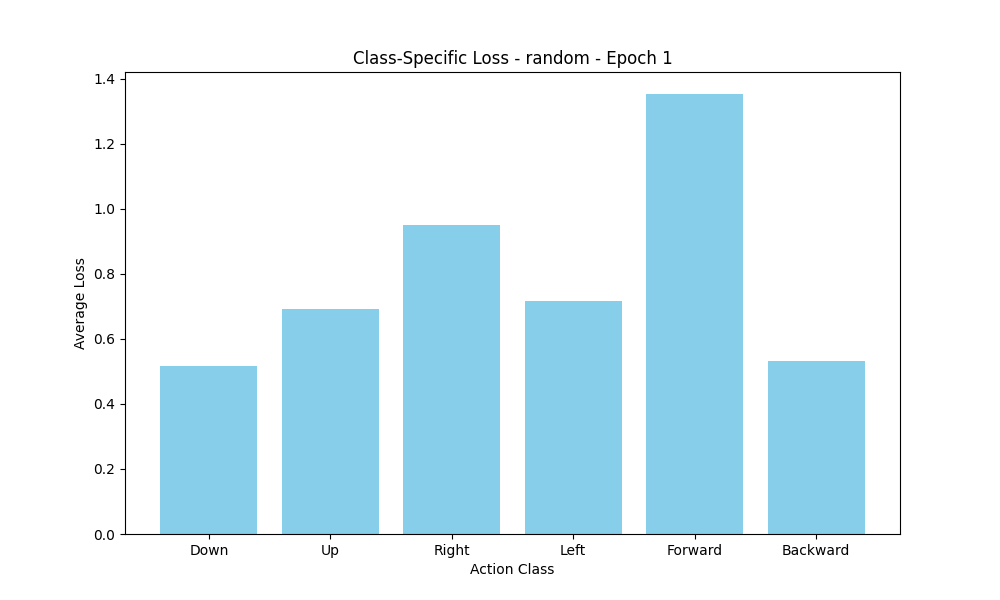 Class-Specific Loss - random - Epoch 1
1.4
1.2
1.0
0.8
0.6
0.4
0.2
0.0
Average Loss
Down Up Right Left Forward Backward
Action Class